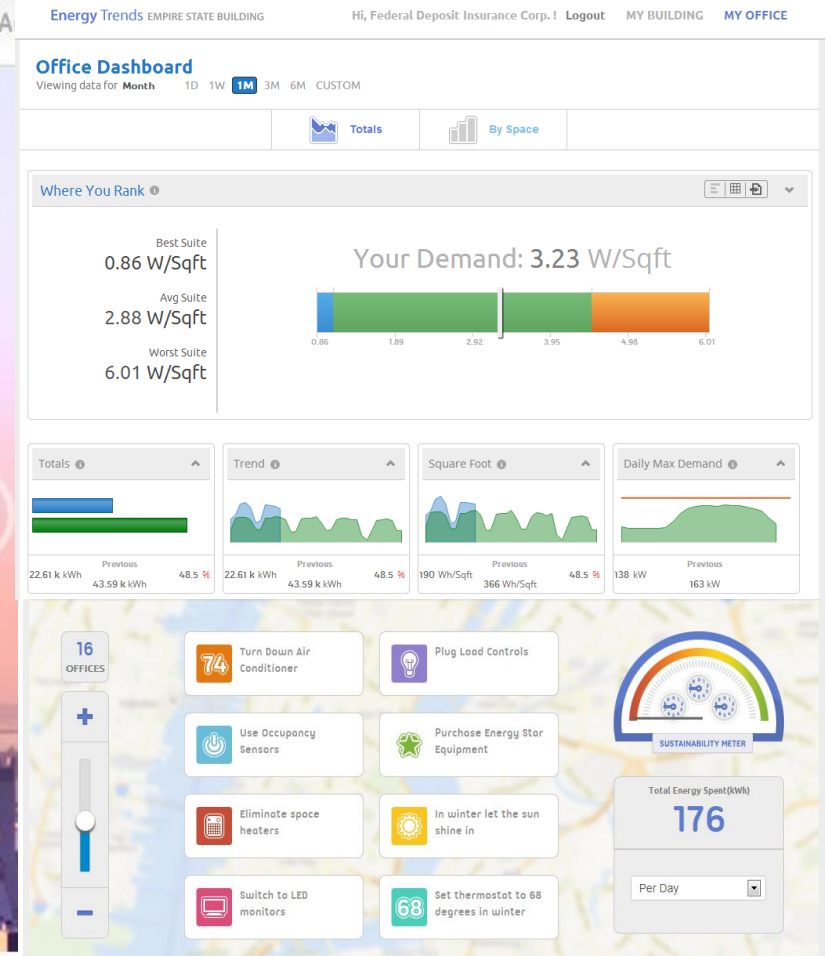 Energy Trends EMPIRE STATE BUILDING
Hi, Federal Deposit Insurance Corp. ! Logout MY BUILDING MY OFFICE
Office Dashboard
Viewing data for Month 1D 1W 1M 3M 6M CUSTOM
Totals By Space
Where You Rank
Best Suite
0.86 W/Sqft
Avg Suite
2.88 W/Sqft
Worst Suite
6.01 W/Sqft
Your Demand: 3.23 W/Sqft
0.86 1.89 2.92 3.95 4.98 6.01
Totals
Previous
22.61 k kWh 48.5 %
43.59 k kWh
Trend
Previous
22.61 k kWh 48.5 %
43.59 k kWh
Square Foot
Previous
190 Wh/Sqft 48.5 %
366 Wh/Sqft
Daily Max Demand
Previous
138 kW
163 kW
16
OFFICES
+
−
74
Turn Down Air
Conditioner
Plug Load Controls
Use Occupancy
Sensors
Purchase Energy Star
Equipment
Eliminate space
heaters
In winter let the sun
shine in
Switch to LED
monitors
68
Set thermostat to 68
degrees in winter
SUSTAINABILITY METER
Total Energy Spent(kWh)
176
Per Day